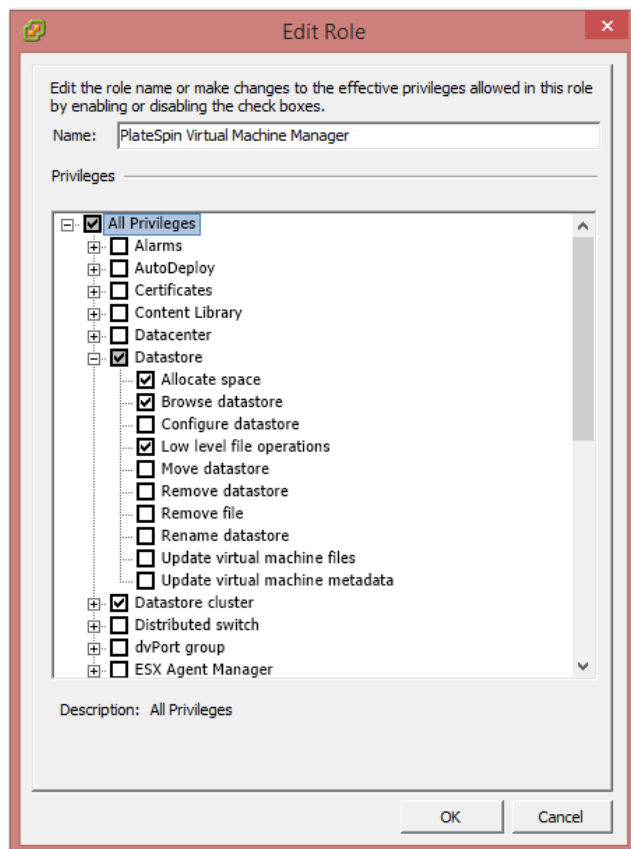 Edit Role
Edit the role name or make changes to the effective privileges allowed in this role
by enabling or disabling the check boxes.
Name: PlateSpin Virtual Machine Manager
Privileges
All Privileges
Alarms
AutoDeploy
Certificates
Content Library
Datacenter
Datastore
Allocate space
Browse datastore
Configure datastore
Low level file operations
Move datastore
Remove datastore
Remove file
Rename datastore
Update virtual machine files
Update virtual machine metadata
Datastore cluster
Distributed switch
dvPort group
ESX Agent Manager
Description: All Privileges
OK Cancel